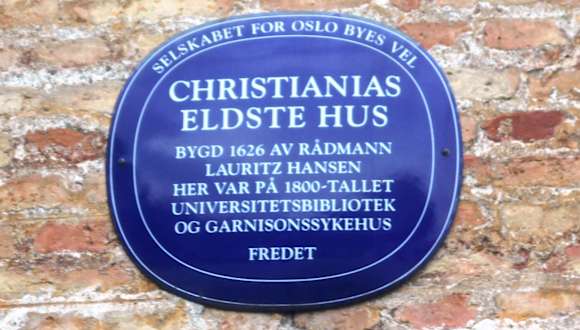 SELSKABET FOR OSLO BYES VEL
CHRISTIANIAS
ELDSTE HUS
BYGD 1626 AV RÅDMANN
LAURITZ HANSEN
HER VAR PÅ 1800-TALLET
UNIVERSITETSBIBLIOTEK
OG GARNISONSSYKEHUS
FREDET